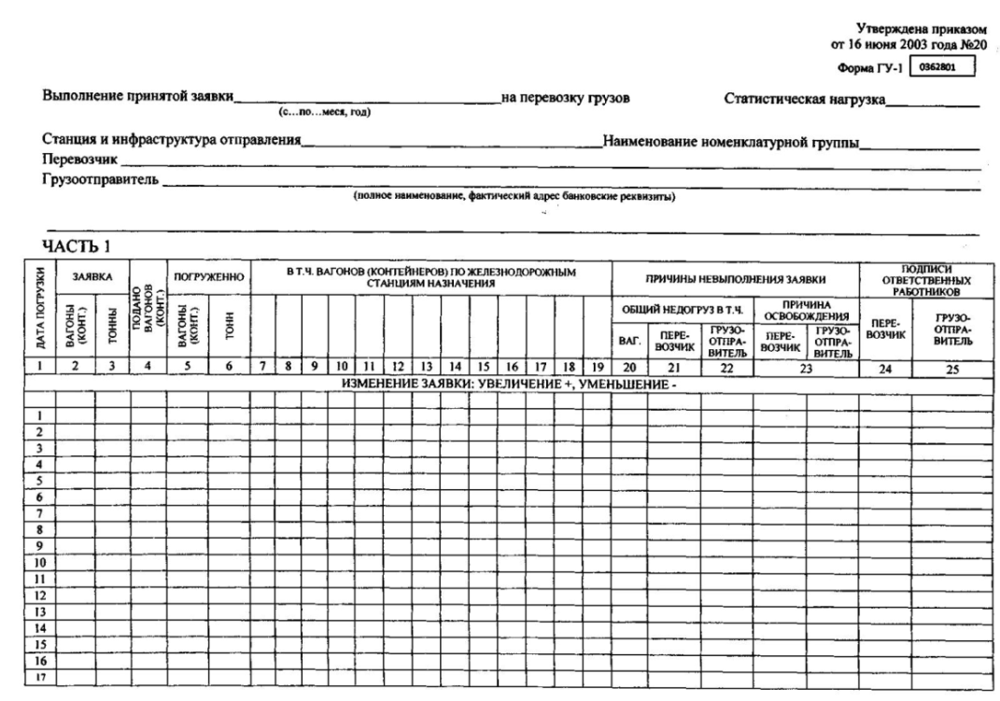 Утверждена приказом
от 16 июня 2003 года №20
Форма ГУ-1 0362801
Выполнение принятой заявки на перевозку грузов Статистическая нагрузка
(с...по...меся, год)
Станция и инфраструктура отправления Наименование номенклатурной группы
Перевозчик
Грузоотправитель
(полное наименование, фактический адрес банковские реквизиты)
ЧАСТЬ 1
ДАТА ПОГРУЗКИ
ЗАЯВКА
ВАГОНЫ (КОНТ.)
ТОННЫ
ПОДАНО ВАГОНОВ (КОНТ.)
ПОГРУЖЕННО
ВАГОНЫ (КОНТ.)
ТОНН
В Т.Ч. ВАГОНОВ (КОНТЕЙНЕРОВ) ПО ЖЕЛЕЗНОДОРОЖНЫМ
СТАНЦИЯМ НАЗНАЧЕНИЯ
ПРИЧИНЫ НЕВЫПОЛНЕНИЯ ЗАЯВКИ
ОБЩИЙ НЕДОГРУЗ В Т.Ч.
ВАГ.
ПЕРЕ-
ВОЗЧИК
ГРУЗО-
ОТПРА-
ВИТЕЛЬ
ПРИЧИНА
ОСВОБОЖДЕНИЯ
ПЕРЕ-
ВОЗЧИК
ГРУЗО-
ОТПРА-
ВИТЕЛЬ
ПОДПИСИ
ОТВЕТСТВЕННЫХ
РАБОТНИКОВ
ПЕРЕ-
ВОЗЧИК
ГРУЗО-
ОТПРА-
ВИТЕЛЬ
1 2 3 4 5 6 7 8 9 10 11 12 13 14 15 16 17 18 19 20 21 22 23 24 25
ИЗМЕНЕНИЕ ЗАЯВКИ: УВЕЛИЧЕНИЕ +, УМЕНЬШЕНИЕ -
1
2
3
4
5
6
7
8
9
10
11
12
13
14
15
16
17